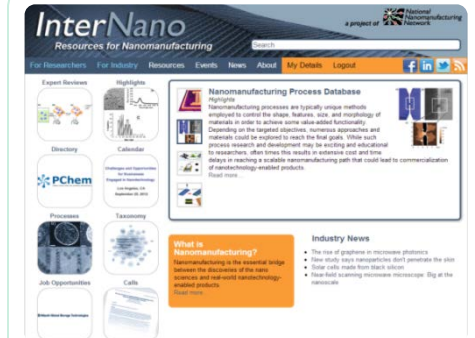 InterNano
Resources for Nanomanufacturing
a project of
National
Nanomanufacturing
Network
Search
For Researchers For Industry Resources Events News About My Details Logout
Expert Reviews
Highlights
Directory
Calendar
PChem
Challenges and Opportunities
Los Angeles, CA
Processes
Taxonomy
Job Opportunities
Calls
Nanomanufacturing Process Database
Highlights
Nanomanufacturing processes are typically unique methods
employed to control the shape, features, size, and morphology of
materials in order to achieve some value-added functionality.
Depending on the targeted objectives, numerous approaches and
materials could be explored to reach the final goals. While such
process research and development may be exciting and educational
to researchers, often times this results in extensive cost and time
delays in reaching a scalable nanomanufacturing path that could lead to commercialization
of nanotechnology-enabled products.
Read more...
What is
Nanomanufacturing?
Nanomanufacturing is the essential bridge
between the discoveries of the nano
sciences and real-world nanotechnology-
enabled products
Read more...
Industry News
The rise of graphene in microwave photonics
New study says nanoparticles don't penetrate the skin
Solar cells made from black silicon
Near-field scanning microwave microscope: Big at the
nanoscale